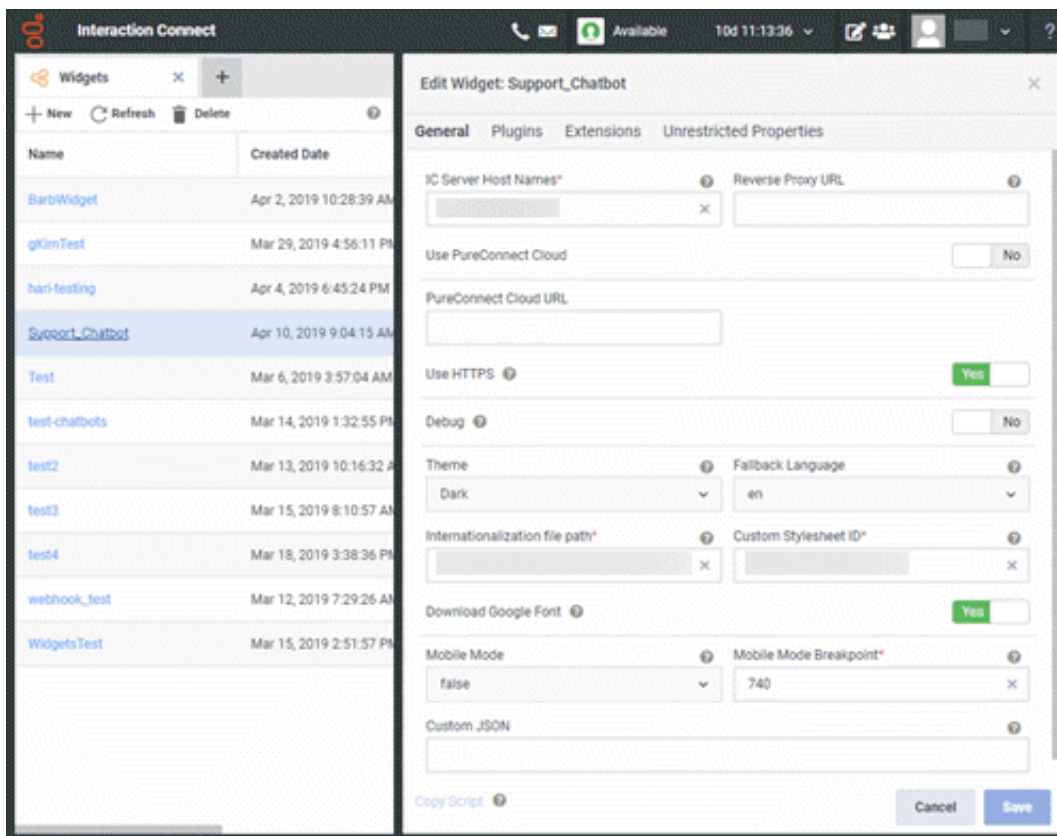 Interaction Connect
Available
10d 11:13:36
?
Widgets
New Refresh Delete
Name Created Date
BarbWidget Apr 2, 2019 10:28:39 AM
gKimTest Mar 29, 2019 4:56:11 PM
hari-testing Apr 4, 2019 6:45:24 PM
Support_Chatbot Apr 10, 2019 9:04:15 AM
Test Mar 6, 2019 3:57:04 AM
test-chatbots Mar 14, 2019 1:32:55 PM
test2 Mar 13, 2019 10:16:32 A
test3 Mar 15, 2019 8:10:57 AM
test4 Mar 18, 2019 3:38:36 PM
webhook_test Mar 12, 2019 7:29:26 AM
WidgetsTest Mar 15, 2019 2:51:57 PM
Edit Widget: Support_Chatbot
General Plugins Extensions Unrestricted Properties
IC Server Host Names* Reverse Proxy URL
Use PureConnect Cloud No
PureConnect Cloud URL
Use HTTPS Yes
Debug No
Theme Fallback Language
Dark en
Internationalization file path* Custom Stylesheet ID*
Download Google Font Yes
Mobile Mode Mobile Mode Breakpoint*
false 740
Custom JSON
Copy Script Cancel Save